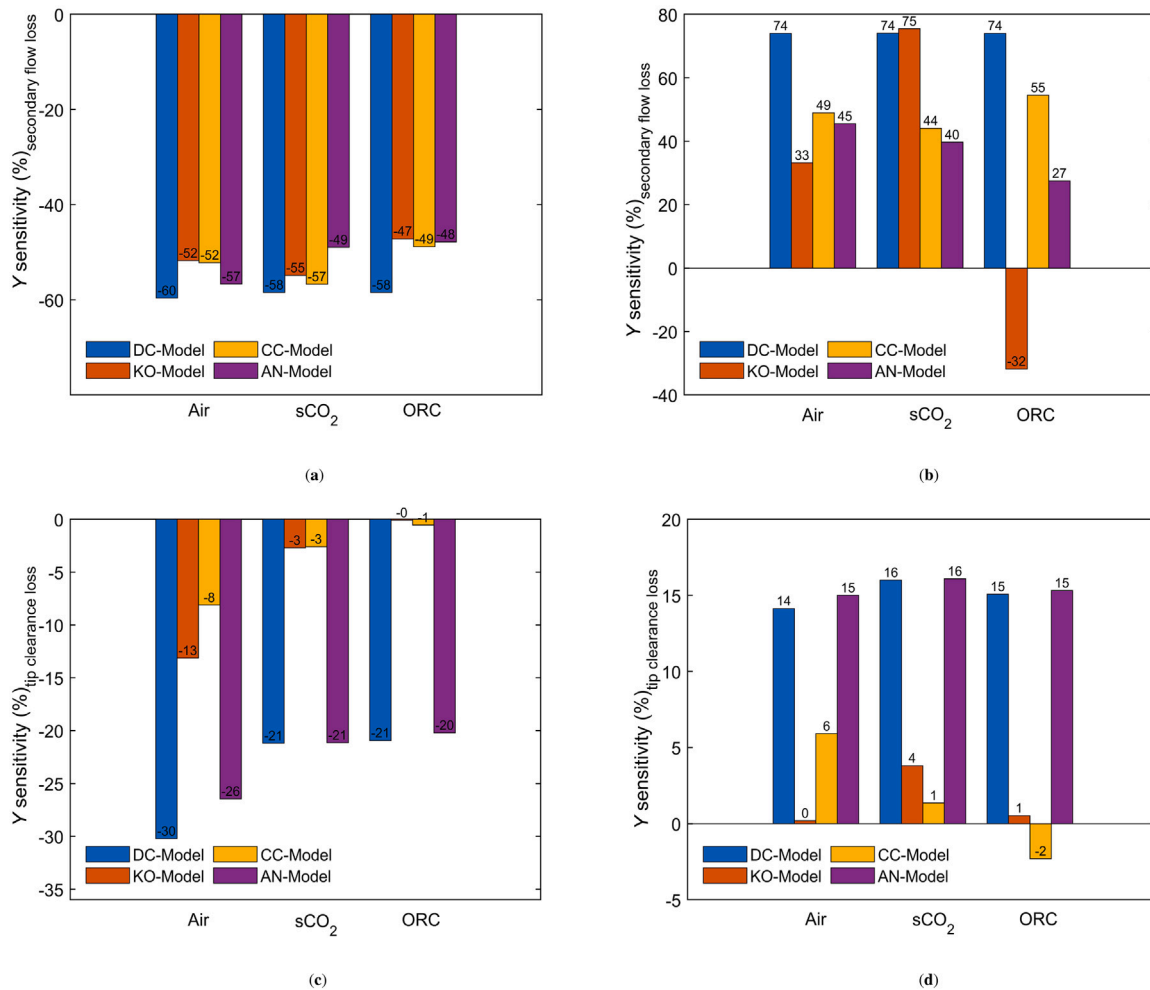 0
-20
-40
-60
Y sensitivity (%)secondary flow loss
-60 -52 -52 -57 -58 -55 -57 -49 -58 -47 -49 -48
DC-Model CC-Model
KO-Model AN-Model
Air sCO2 ORC
(a)
80
60
40
20
0
-20
-40
Y sensitivity (%)secondary flow loss
74 33 49 45 74 75 44 40 74 -32 55 27
DC-Model CC-Model
KO-Model AN-Model
Air sCO2 ORC
(b)
0
-5
-10
-15
-20
-25
-30
-35
Y sensitivity (%)tip clearance loss
-30 -13 -8 -26 -21 -3 -3 -21 -21 -0 -1 -20
DC-Model CC-Model
KO-Model AN-Model
Air sCO2 ORC
(c)
20
15
10
5
0
-5
Y sensitivity (%)tip clearance loss
14 0 6 15 16 4 1 16 15 1 -2 15
DC-Model CC-Model
KO-Model AN-Model
Air sCO2 ORC
(d)